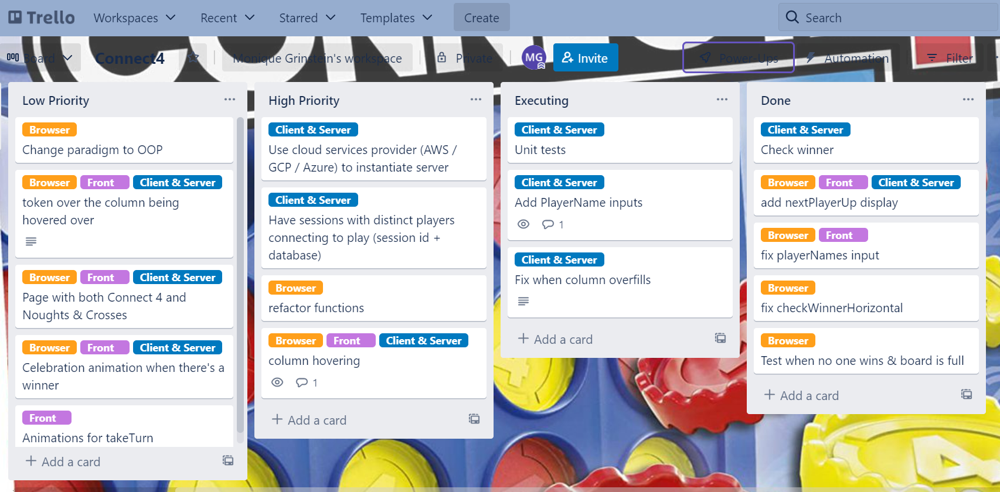 Trello Workspaces Recent Starred Templates Create Search
Board Connect4 Monique Grinstein's workspace Private MG Invite Power-Ups Automation Filter
Low Priority
Browser
Change paradigm to OOP
Browser Front Client & Server
token over the column being
hovered over
Browser Front Client & Server
Page with both Connect 4 and
Noughts & Crosses
Browser Front Client & Server
Celebration animation when there's a
winner
Front
Animations for takeTurn
+ Add a card
High Priority
Client & Server
Use cloud services provider (AWS /
GCP / Azure) to instantiate server
Client & Server
Have sessions with distinct players
connecting to play (session id +
database)
Browser
refactor functions
Browser Front Client & Server
column hovering
1
+ Add a card
Executing
Client & Server
Unit tests
Client & Server
Add PlayerName inputs
1
Client & Server
Fix when column overfills
+ Add a card
Done
Client & Server
Check winner
Browser Front Client & Server
add nextPlayerUp display
Browser Front
fix playerNames input
Browser
fix checkWinnerHorizontal
Browser
Test when no one wins & board is full
+ Add a card